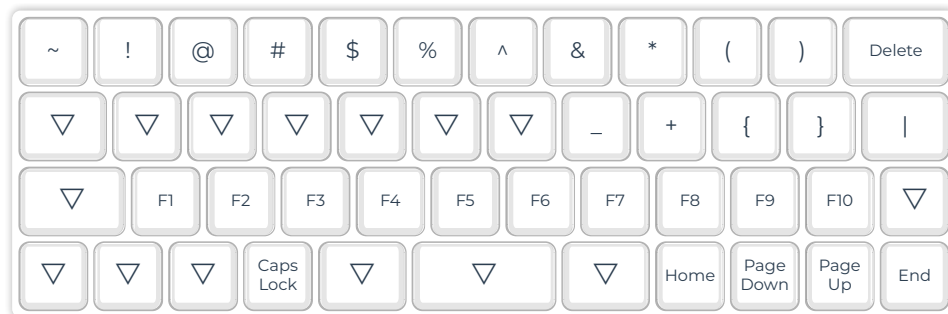 ~ ! @ # $ % ^ & * ( ) Delete
▽ ▽ ▽ ▽ ▽ ▽ ▽ _ + { } |
▽ F1 F2 F3 F4 F5 F6 F7 F8 F9 F10 ▽
▽ ▽ ▽ Caps Lock ▽ ▽ ▽ Home Page Down Page Up End